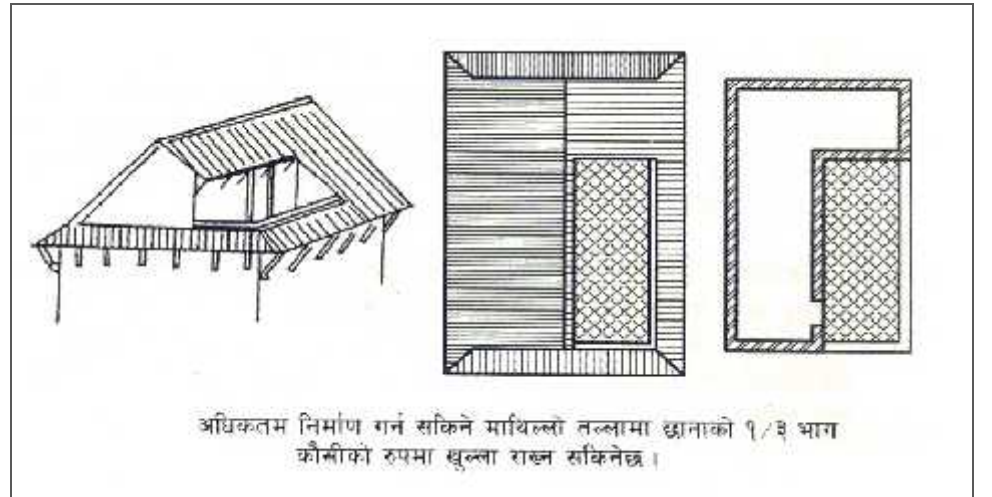 अधिकतम निर्माण गर्न सकिने माथिल्लो तल्लामा छानाको १/३ भाग
कौसीको रुपमा खुल्ला राख्न सकिनेछ ।